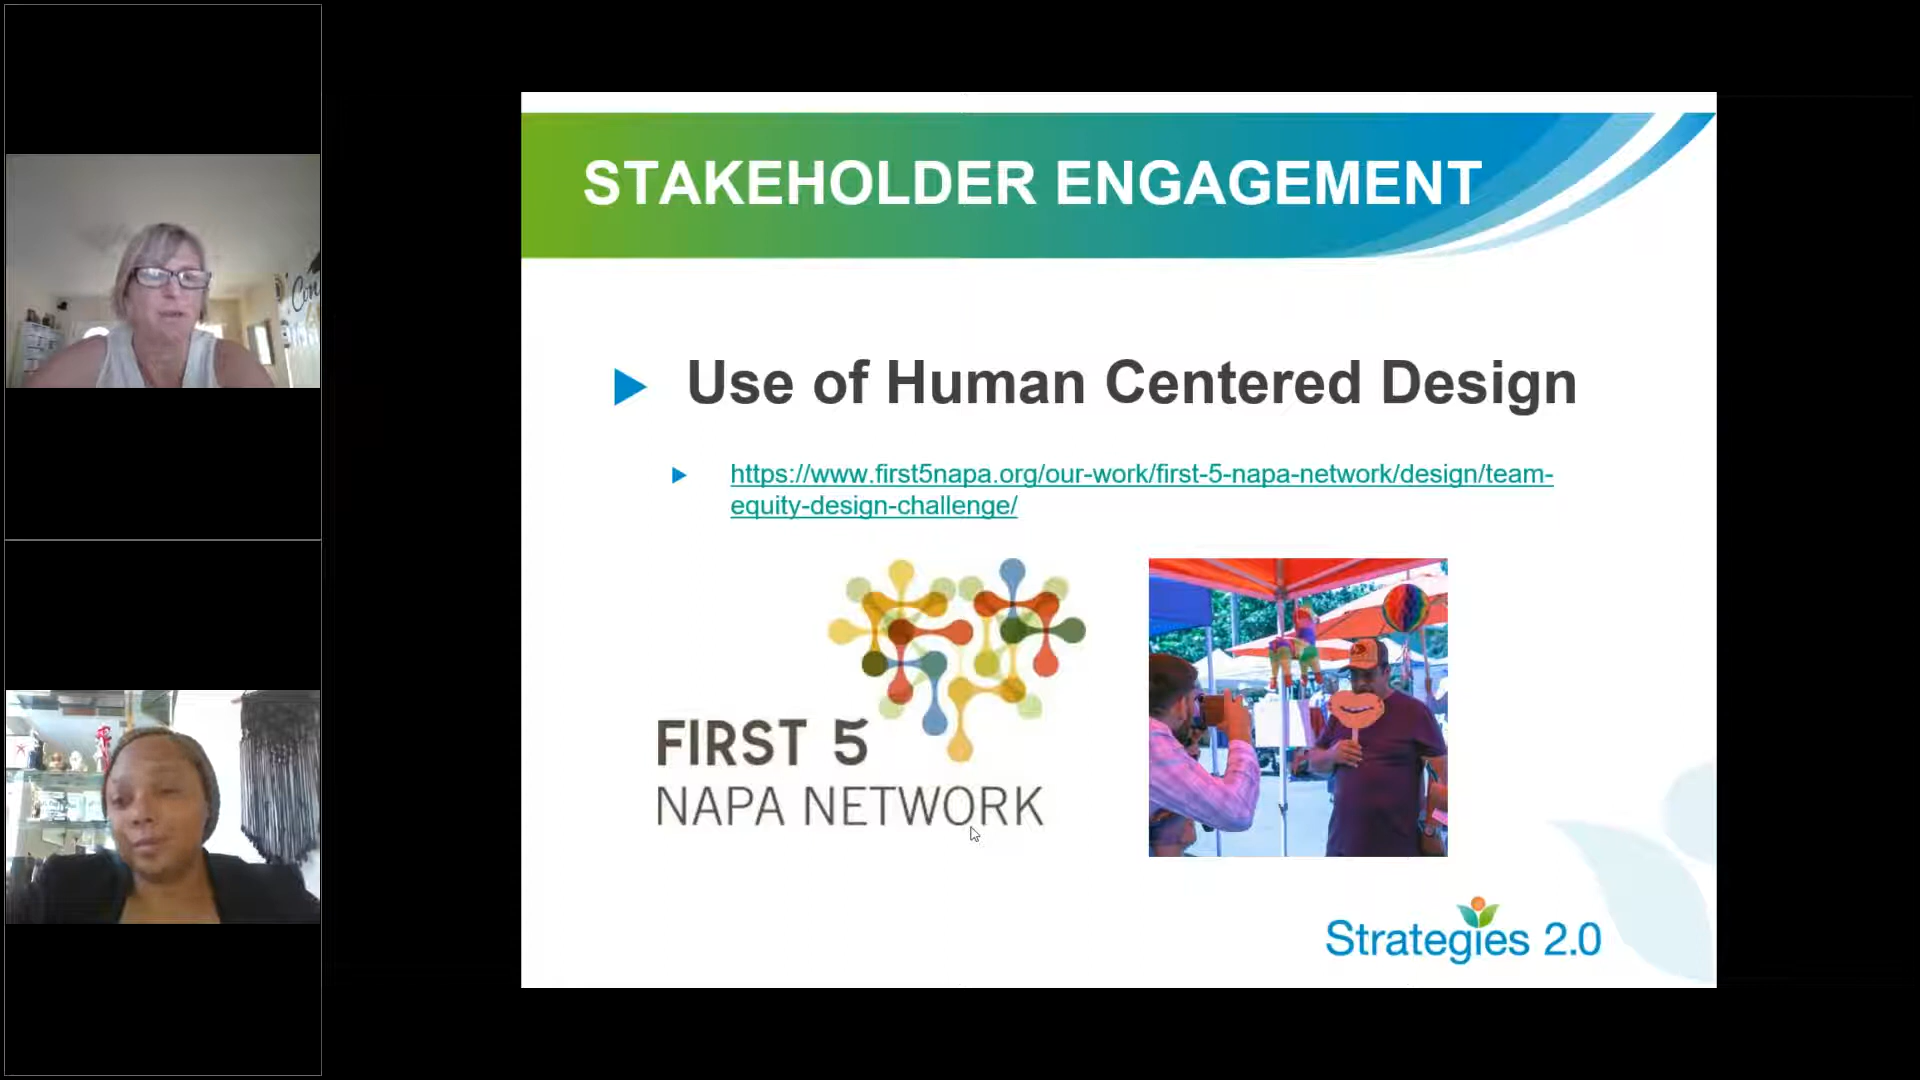 STAKEHOLDER ENGAGEMENT
Use of Human Centered Design
https://www.first5napa.org/our-work/first-5-napa-network/design/team-
equity-design-challenge/
FIRST 5
NAPA NETWORK
Strategies 2.0